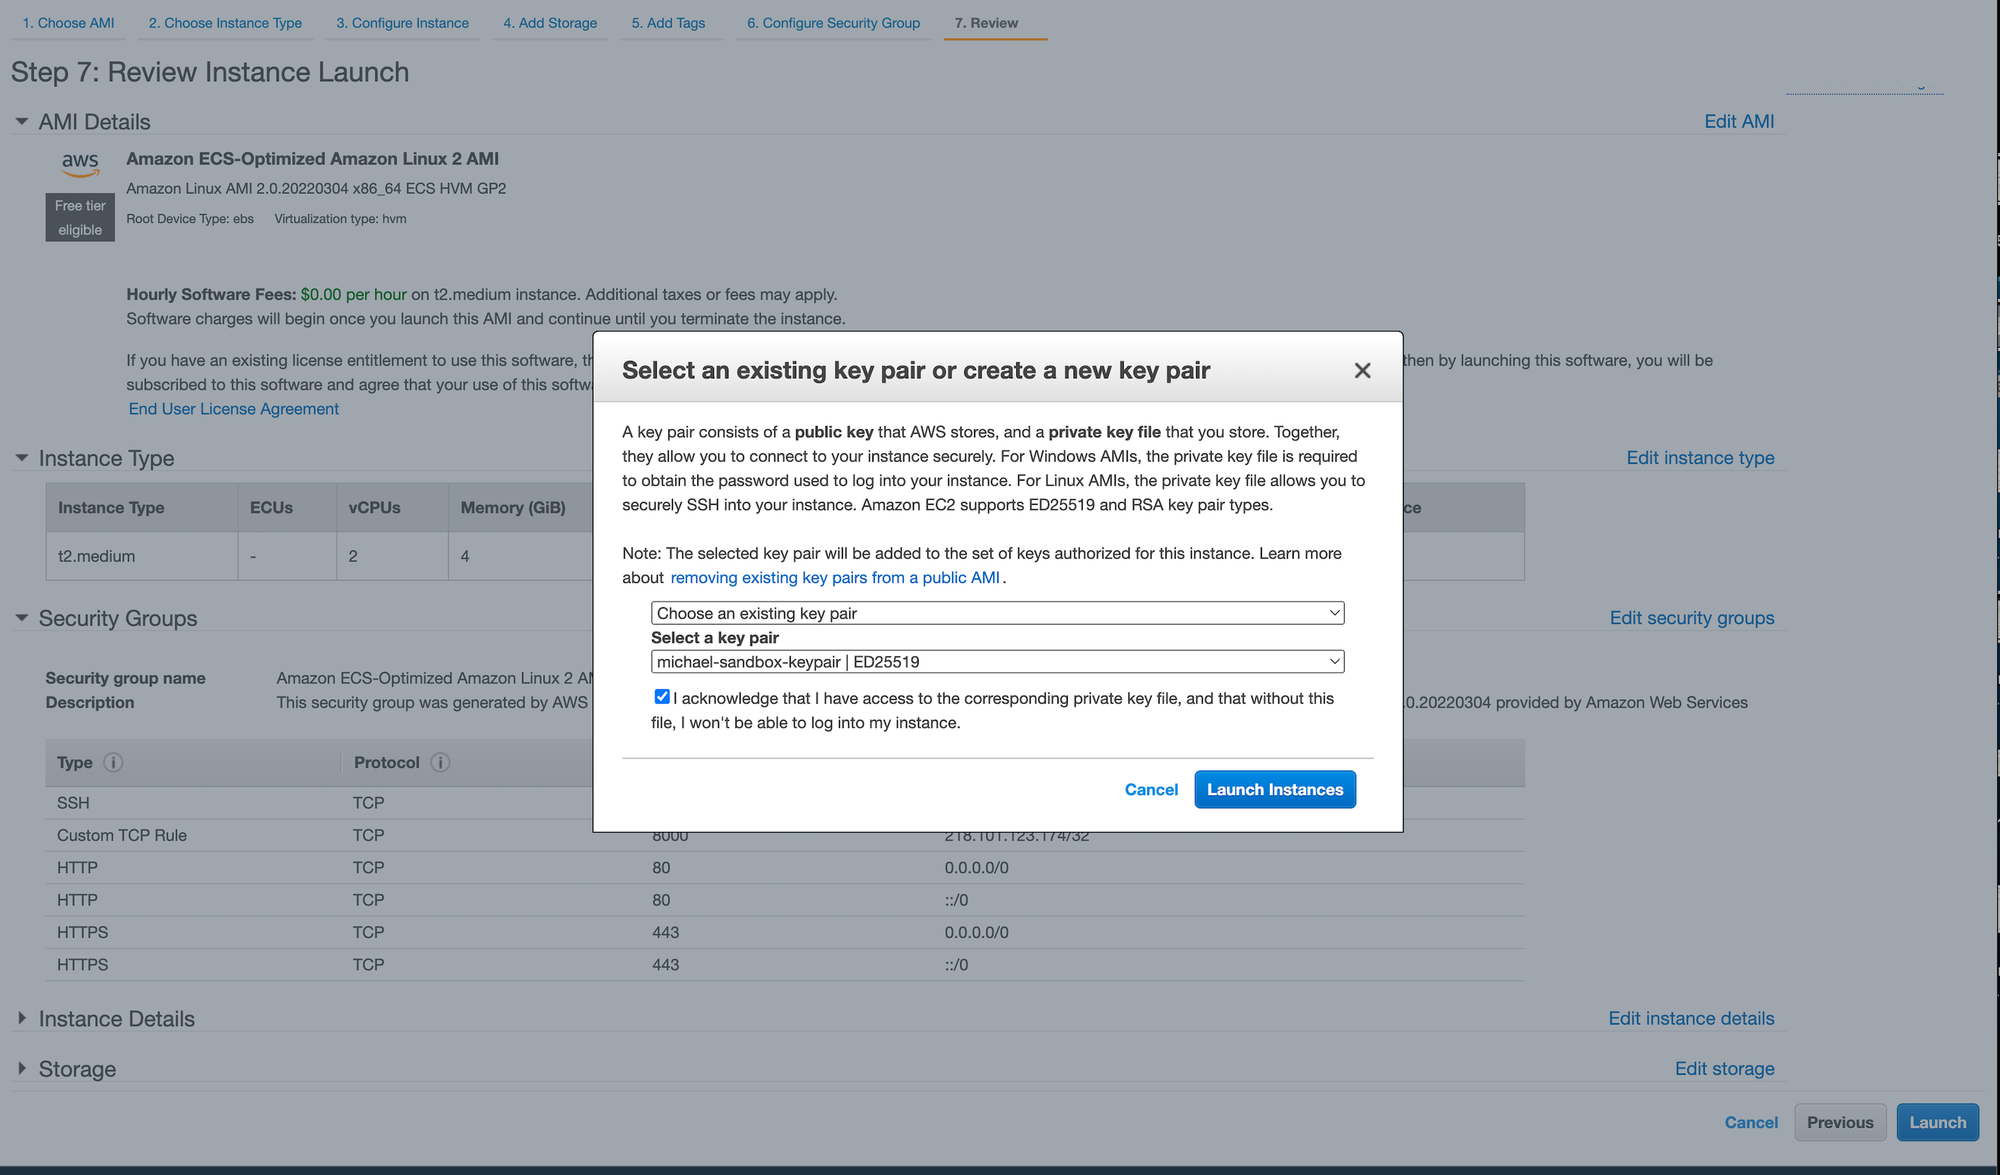 1. Choose AMI 2. Choose Instance Type 3. Configure Instance 4. Add Storage 5. Add Tags 6. Configure Security Group 7. Review
Step 7: Review Instance Launch
AMI Details Edit AMI
aws
Free tier
eligible
Amazon ECS-Optimized Amazon Linux 2 AMI
Amazon Linux AMI 2.0.20220304 x86_64 ECS HVM GP2
Root Device Type: ebs Virtualization type: hvm
Hourly Software Fees: $0.00 per hour on t2.medium instance. Additional taxes or fees may apply.
Software charges will begin once you launch this AMI and continue until you terminate the instance.
If you have an existing license entitlement to use this software, then by launching this software, you will be
subscribed to this software and agree that your use of this
End User License Agreement
Instance Type Edit instance type
Instance Type ECUs vCPUs Memory (GiB)
t2.medium - 2 4
Security Groups Edit security groups
Security group name Amazon ECS-Optimized Amazon Linux 2
Description This security group was generated by AWS .0.20220304 provided by Amazon Web Services
Type Protocol
SSH TCP
Custom TCP Rule TCP 8000 218.101.123.174/32
HTTP TCP 80 0.0.0.0/0
HTTP TCP 80 ::/0
HTTPS TCP 443 0.0.0.0/0
HTTPS TCP 443 ::/0
Instance Details Edit instance details
Storage Edit storage
Cancel Previous Launch
Select an existing key pair or create a new key pair
A key pair consists of a public key that AWS stores, and a private key file that you store. Together,
they allow you to connect to your instance securely. For Windows AMIs, the private key file is required
to obtain the password used to log into your instance. For Linux AMIs, the private key file allows you to
securely SSH into your instance. Amazon EC2 supports ED25519 and RSA key pair types.
Note: The selected key pair will be added to the set of keys authorized for this instance. Learn more
about removing existing key pairs from a public AMI.
Choose an existing key pair
Select a key pair
michael-sandbox-keypair | ED25519
I acknowledge that I have access to the corresponding private key file, and that without this
file, I won't be able to log into my instance.
Cancel Launch Instances